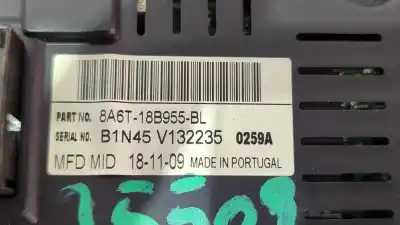 PART NO. 8A6T-18B955-BL
SERIAL NO. B1N45 V132235 0259A
MFD MID 18-11-09 MADE IN PORTUGAL